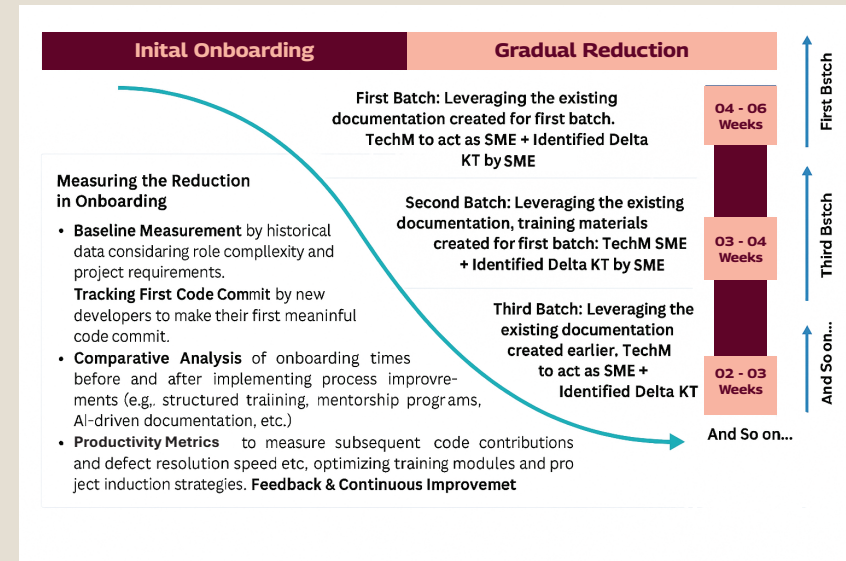 Inital Onboarding
Gradual Reduction
First Batch: Leveraging the existing
documentation created for first batch.
TechM to act as SME + Identified Delta
KT by SME
04 - 06
Weeks
First Bstch
Measuring the Reduction
in Onboarding
• Baseline Measurement by historical
data considaring role compllexity and
project requirements.
Tracking First Code Commit by new
developers to make their first meaninful
code commit.
• Comparative Analysis of onboarding times
before and after implementing process improvre-
ments (e.g,. structured traiining, mentorship programs,
AI-driven documentation, etc.)
• Productivity Metrics to measure subsequent code contributions
and defect resolution speed etc, optimizing training modules and pro
ject induction strategies. Feedback & Continuous Improvemet
Second Batch: Leveraging the existing
documentation, training materials
created for first batch: TechM SME
+ Identified Delta KT by SME
03 - 04
Weeks
Third Bstch
Third Batch: Leveraging the
existing documentation
created earlier, TechM
to act as SME +
Identified Delta KT
02 - 03
Weeks
And So on...
And So on...